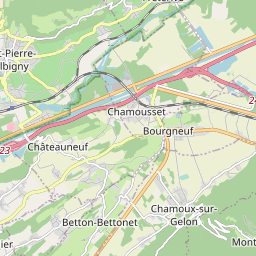 t-Pierre-
lbigny
24
Chamousset
Bourgneuf
23
Châteauneuf
Betton-Bettonet
Chamoux-sur-
Gelon
ier
Mont